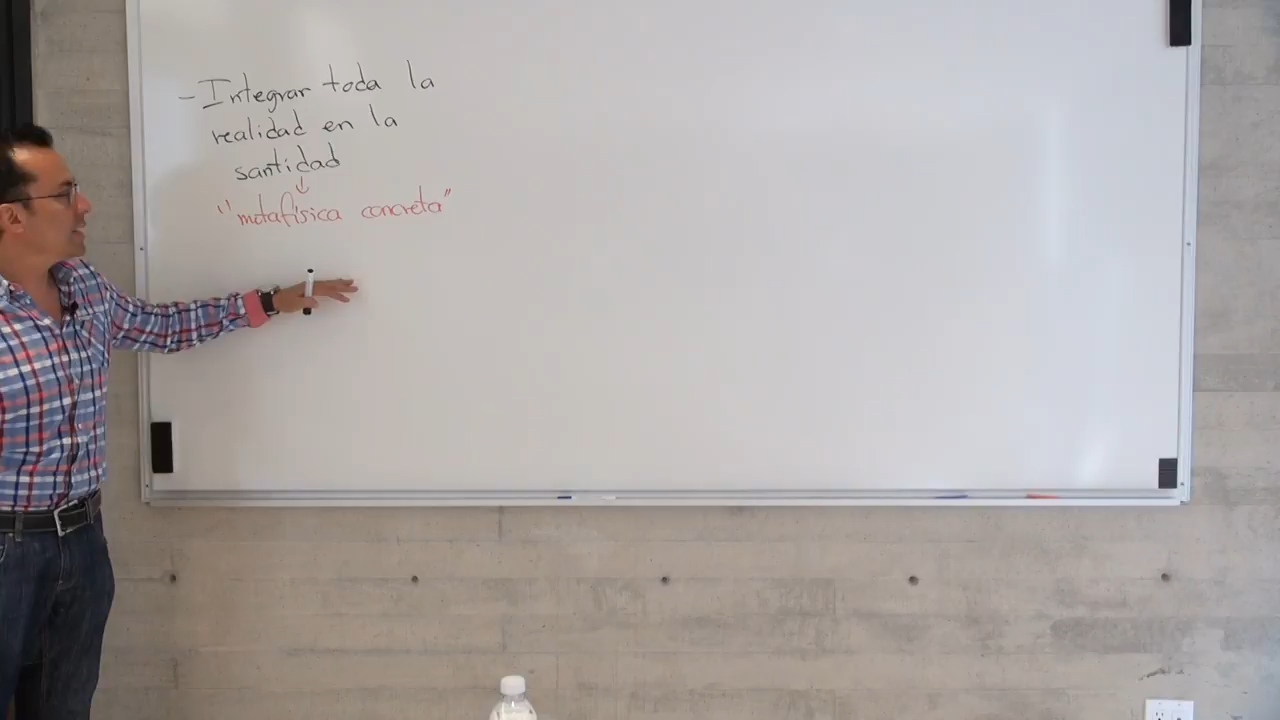 - Integrar toda la
realidad en la
santidad
↓
"metafísica concreta"